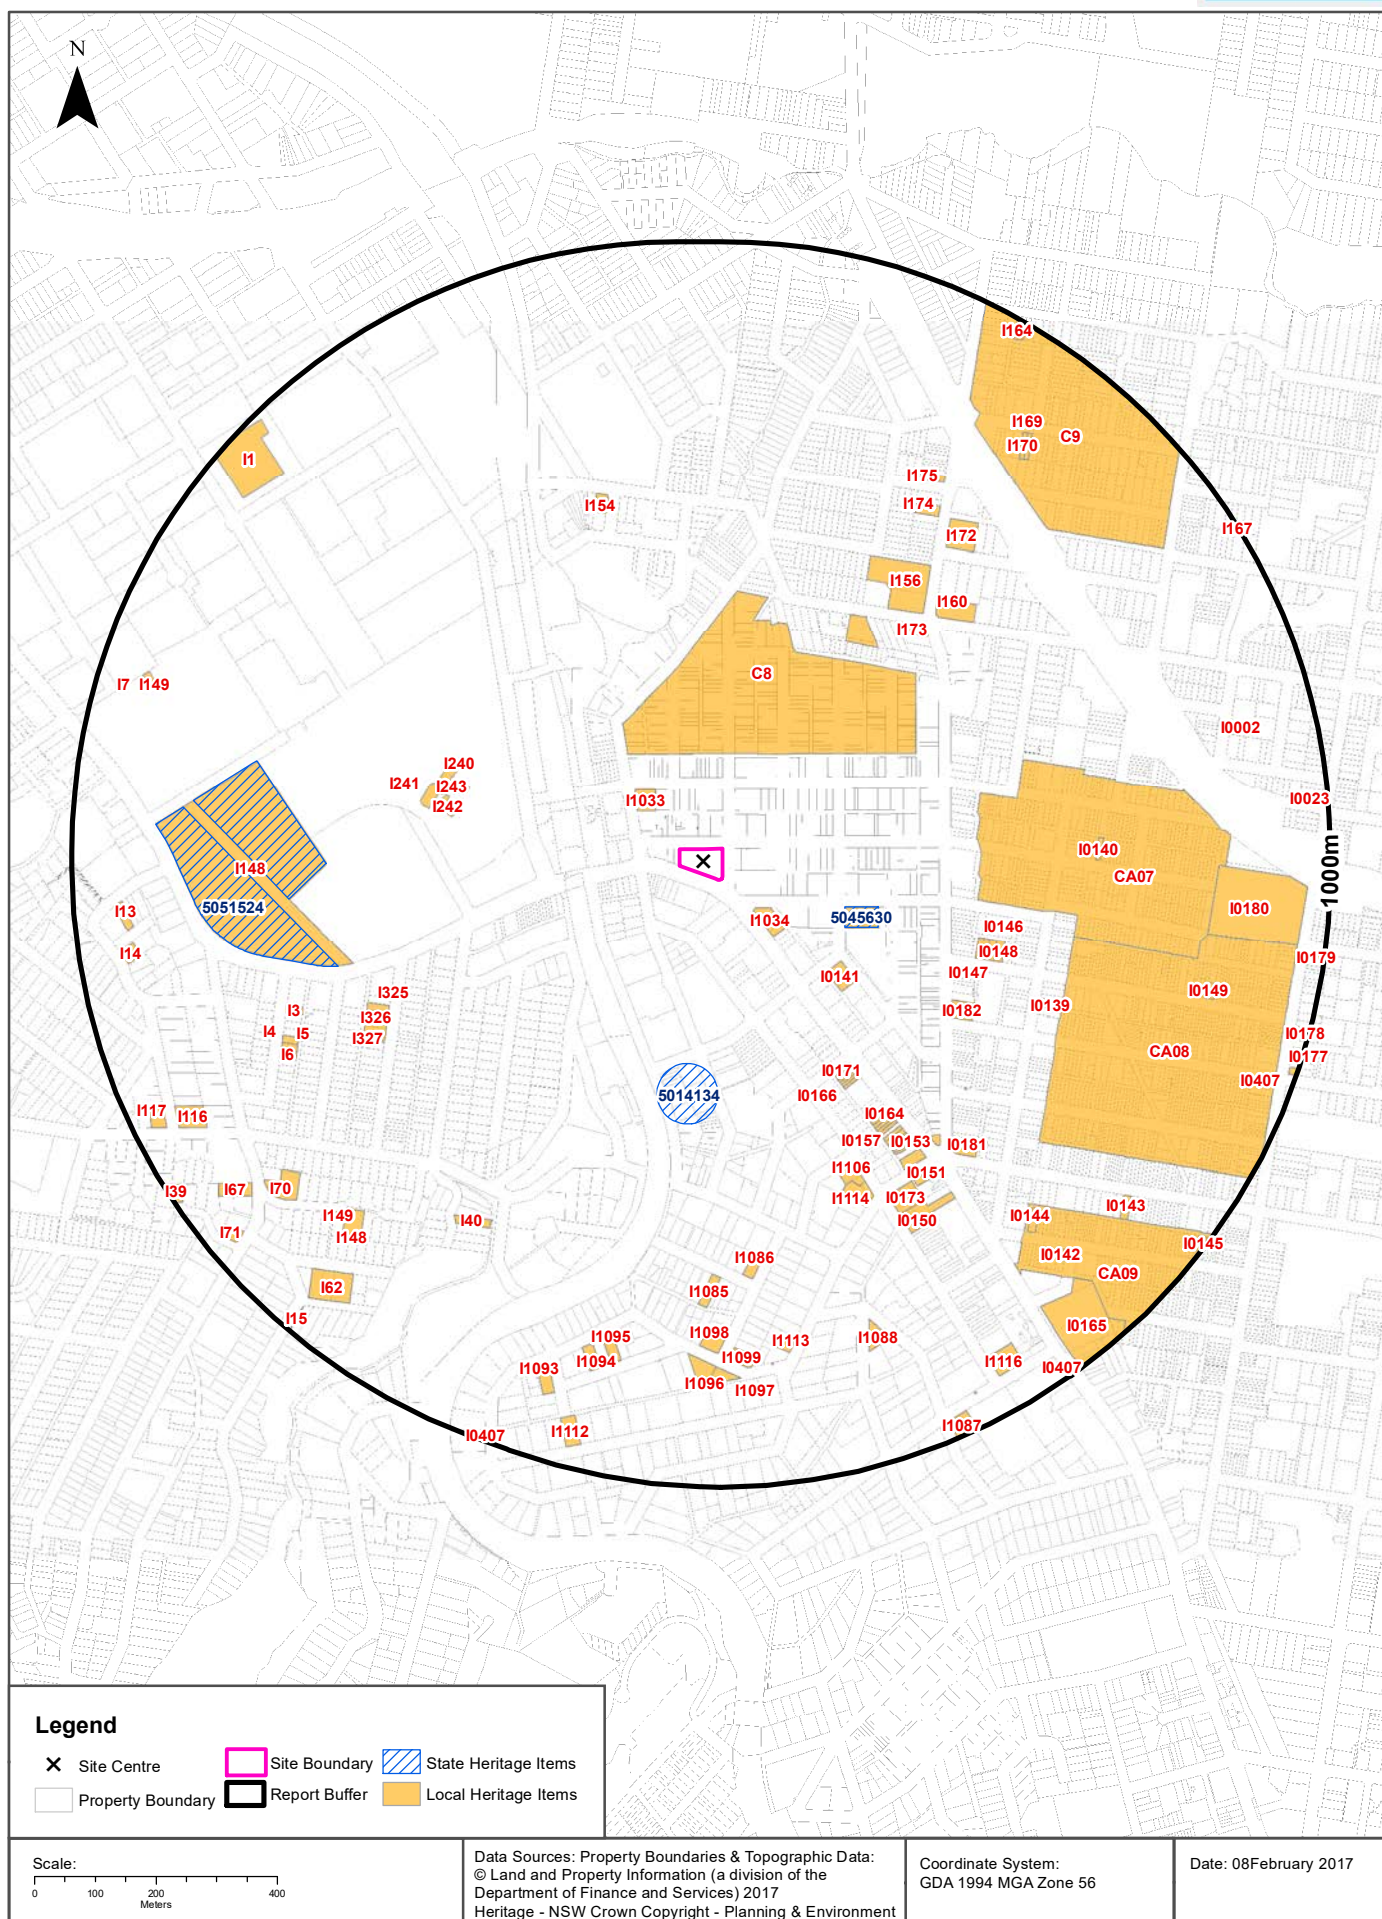 N
I164
I169
C9
I170
I1
I175
I154
I174
I167
I172
I156
I160
I173
C8
I7
I149
I0002
I240
I241
I243
I242
I1033
I0023
I0140
1000m
I148
CA07
5051524
I0180
I13
I1034
5045630
I0146
I14
I0148
I0179
I0147
I0141
I0149
I325
I0139
I3
I326
I0182
I4
I5
I327
I0178
I6
CA08
I0177
I0171
I0407
5014134
I0166
I117
I116
I0164
I0157
I0153
I0181
I1106
I0151
I39
I67
I70
I1114
I0173
I0143
I149
I40
I0150
I0144
I71
I148
I0145
I0142
I1086
CA09
I62
I1085
I15
I0165
I1098
I1095
I1113
I1088
I1094
I1099
I1116
I1093
I0407
I1096
I1097
I1087
I1112
I0407
Legend
Site Centre
Site Boundary
State Heritage Items
Property Boundary
Report Buffer
Local Heritage Items
Scale:
0 100 200 400
Meters
Data Sources: Property Boundaries & Topographic Data:
© Land and Property Information (a division of the
Department of Finance and Services) 2017
Heritage - NSW Crown Copyright - Planning & Environment
Coordinate System:
GDA 1994 MGA Zone 56
Date: 08February 2017